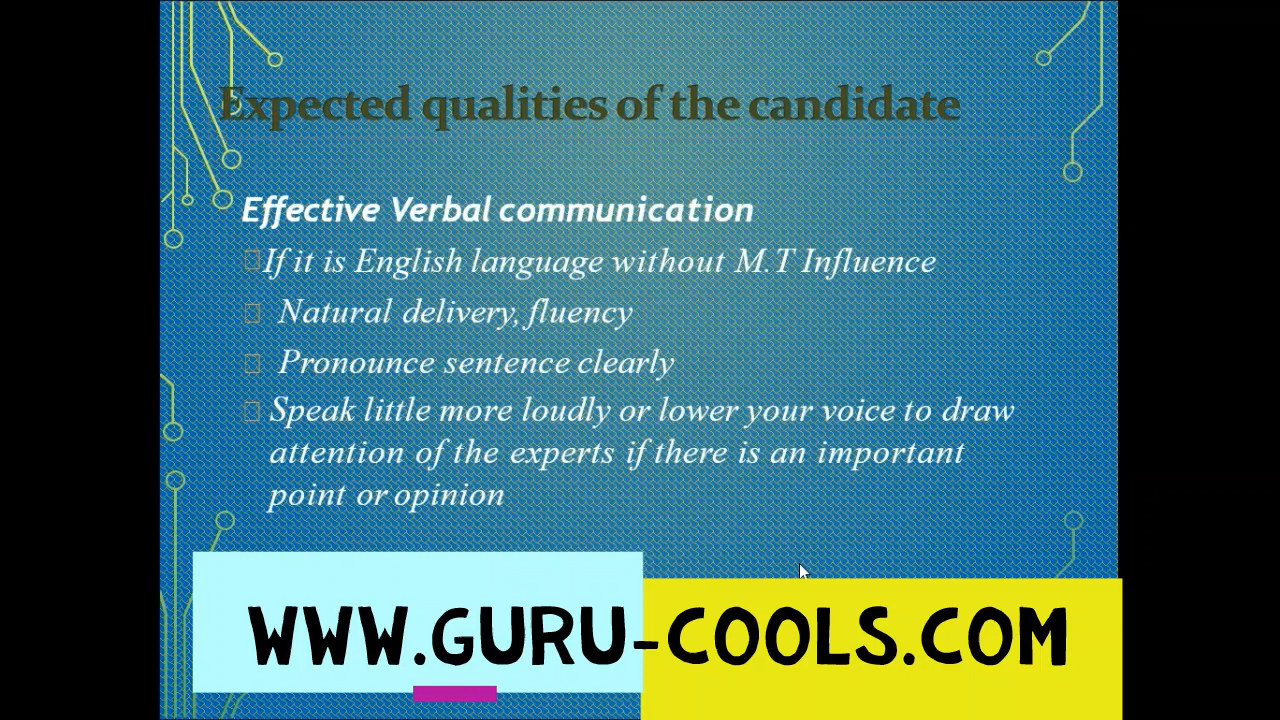 Expected qualities of the candidate
Effective Verbal communication
If it is English language without M.T Influence
Natural delivery, fluency
Pronounce sentence clearly
Speak little more loudly or lower your voice to draw
attention of the experts if there is an important
point or opinion
WWW.GURU-COOLS.COM